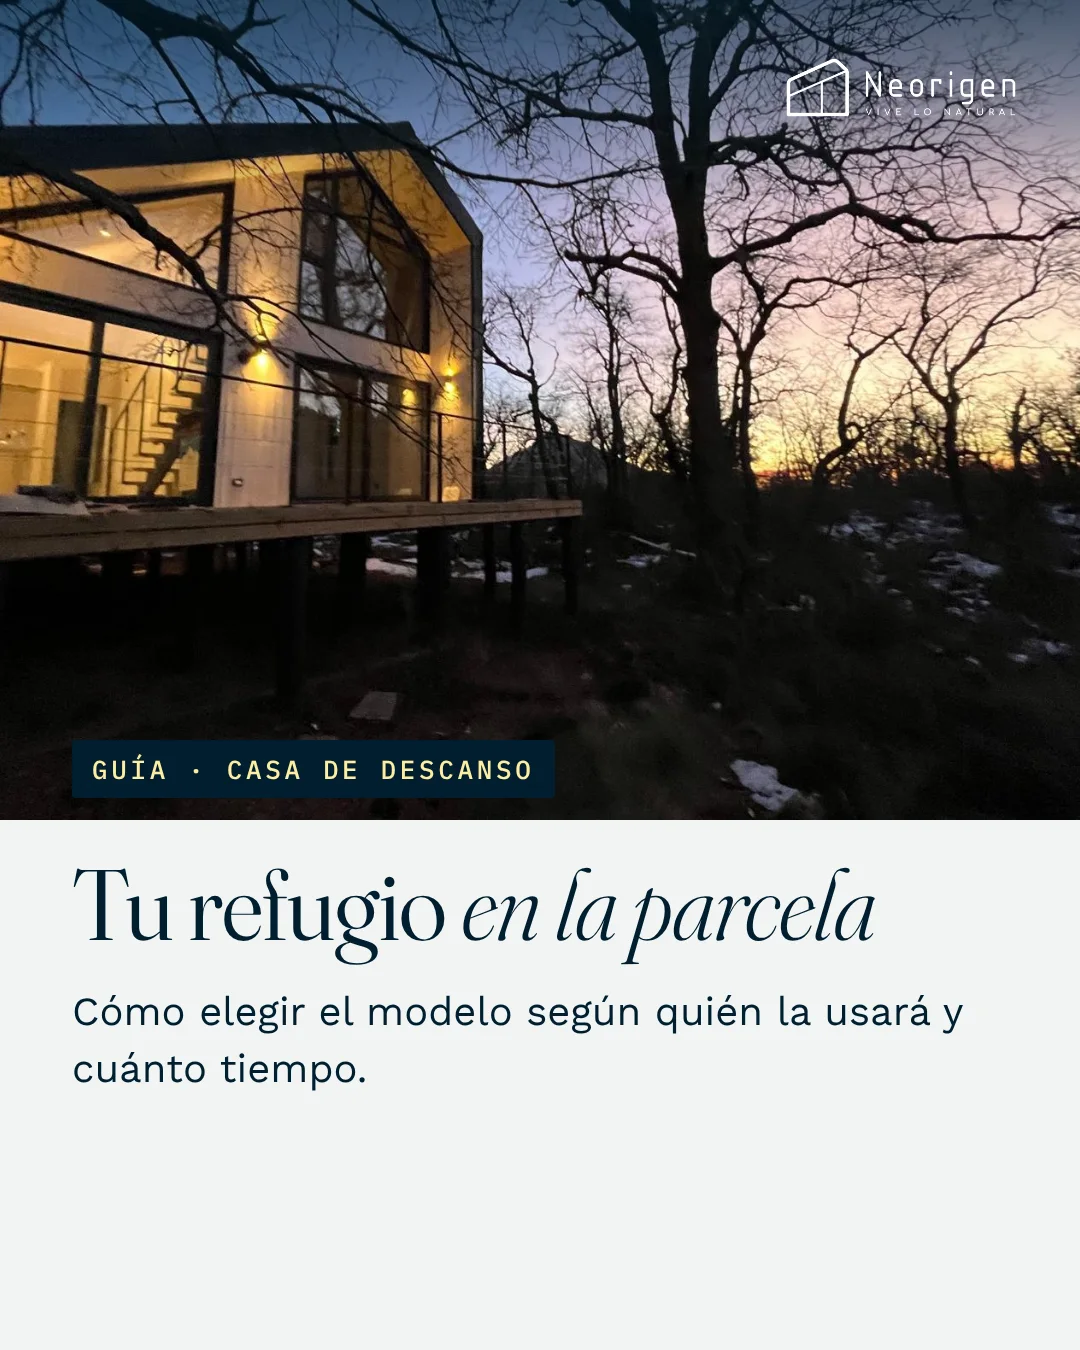 Neorigen
VIVE LO NATURAL
GUÍA · CASA DE DESCANSO
Tu refugio en la parcela
Cómo elegir el modelo según quién la usará y
cuánto tiempo.